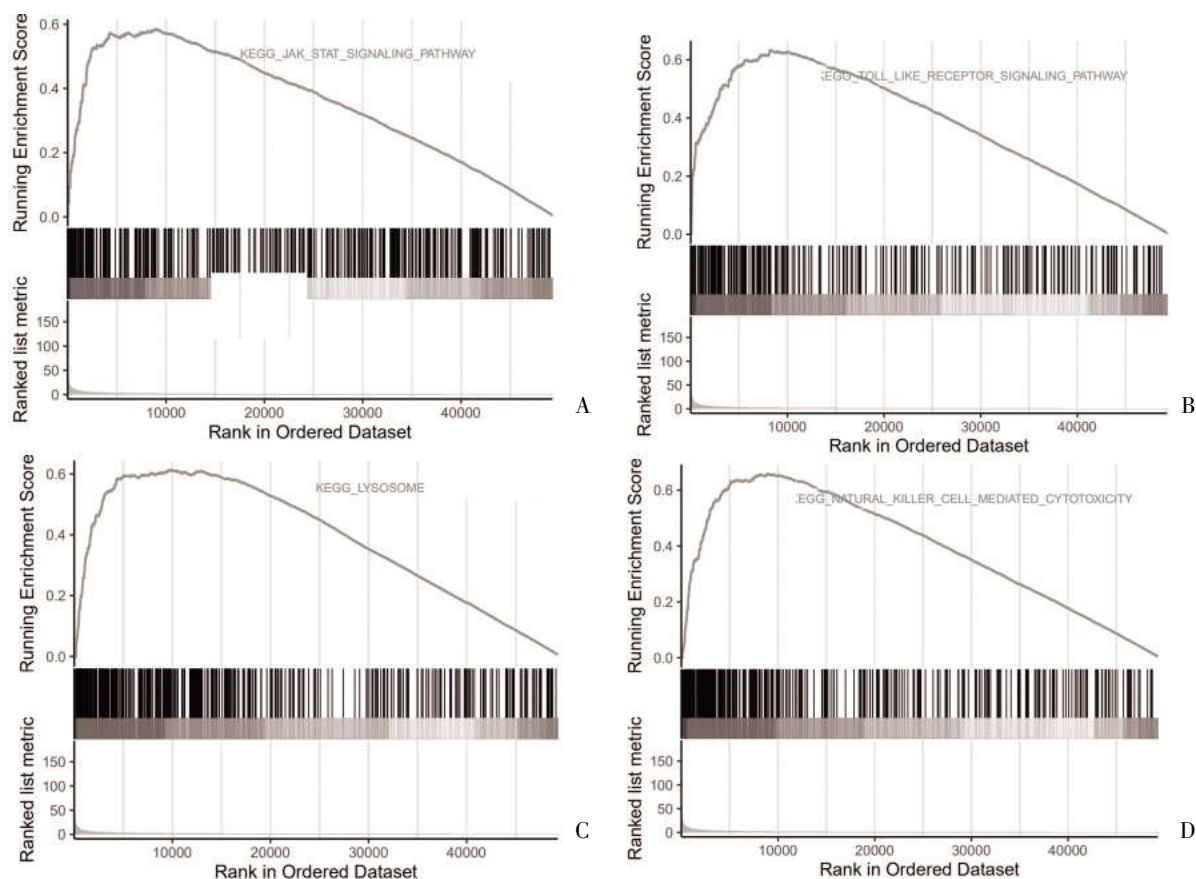 0.6
0.4
0.2
0.0
Running Enrichment Score
KEGG_JAK_STAT_SIGNALING_PATHWAY
150
100
50
0
Ranked list metric
10000 20000 30000 40000
Rank in Ordered Dataset
A
0.6
0.4
0.2
0.0
Running Enrichment Score
KEGG_TOLL_LIKE_RECEPTOR_SIGNALING_PATHWAY
150
100
50
0
Ranked list metric
10000 20000 30000 40000
Rank in Ordered Dataset
B
0.6
0.4
0.2
0.0
Running Enrichment Score
KEGG_LYSOSOME
150
100
50
0
Ranked list metric
10000 20000 30000 40000
Rank in Ordered Dataset
C
0.6
0.4
0.2
0.0
Running Enrichment Score
EGG_NATURAL_KILLER_CELL_MEDIATED_CYTOTOXICITY
150
100
50
0
Ranked list metric
10000 20000 30000 40000
Rank in Ordered Dataset
D